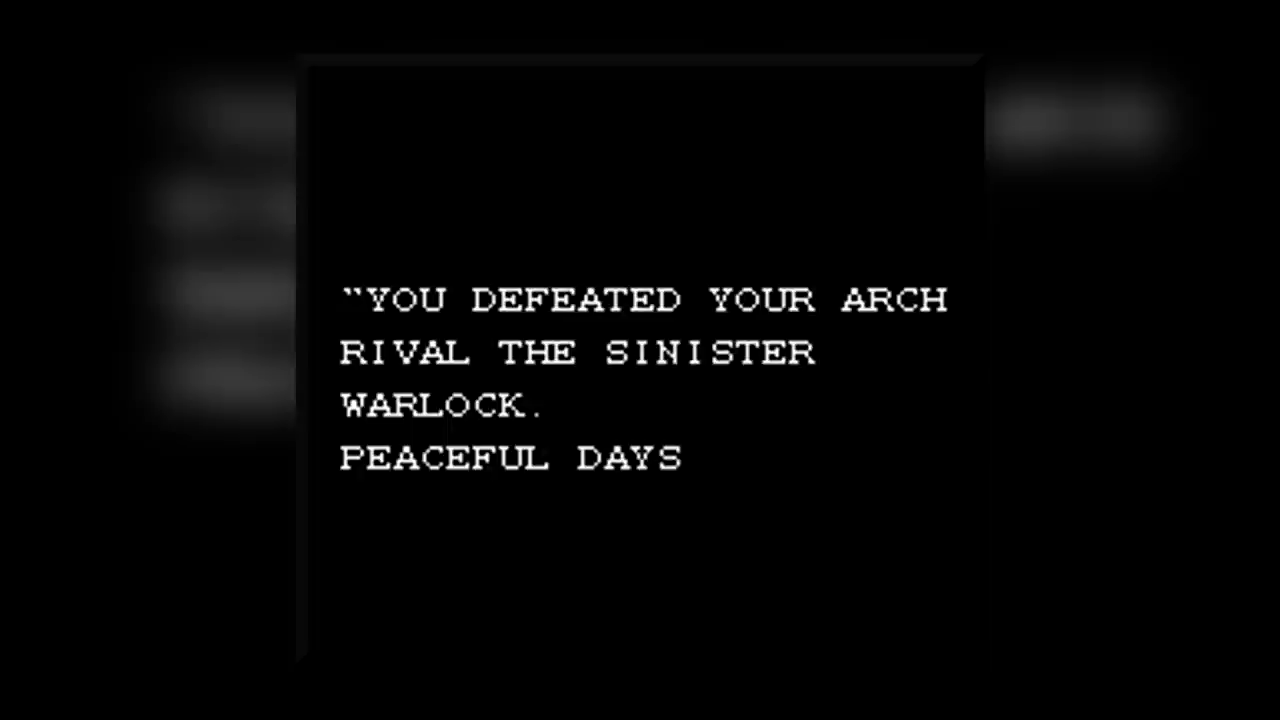 "YOU DEFEATED YOUR ARCH
RIVAL THE SINISTER
WARLOCK.
PEACEFUL DAYS